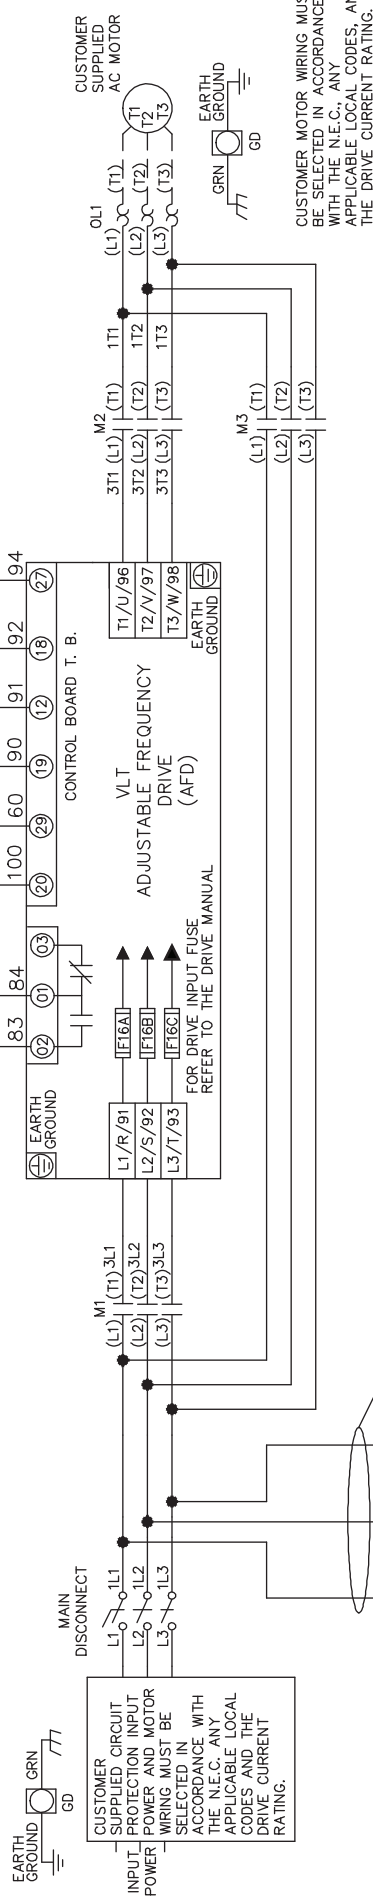 EARTH
GROUND
GRN
GD
INPUT
POWER
CUSTOMER
SUPPLIED CIRCUIT
PROTECTION INPUT
POWER AND MOTOR
WIRING MUST BE
SELECTED IN
ACCORDANCE WITH
THE N.E.C. ANY
APPLICABLE LOCAL
CODES AND THE
DRIVE CURRENT
RATING.
MAIN
DISCONNECT
L1 1L1
L2 1L2
L3 1L3
M1
(L1) (T1) 3L1
(L2) (T2) 3L2
(L3) (T3) 3L3
EARTH
GROUND
83 84 100 60 90 91 92 94
02 01 03 20 29 19 12 18 27
CONTROL BOARD T. B.
L1/R/91
L2/S/92
L3/T/93
F16A
F16B
F16C
FOR DRIVE INPUT FUSE
REFER TO THE DRIVE MANUAL
VLT
ADJUSTABLE FREQUENCY
DRIVE
(AFD)
T1/U/96
T2/V/97
T3/W/98
EARTH
GROUND
M2
3T1 (L1) (T1) 1T1
3T2 (L2) (T2) 1T2
3T3 (L3) (T3) 1T3
M3
(L1) (T1)
(L2) (T2)
(L3) (T3)
OL1
(L1) (T1)
(L2) (T2)
(L3) (T3)
CUSTOMER
SUPPLIED
AC MOTOR
T1
T2
T3
EARTH
GROUND
GRN
GD
CUSTOMER MOTOR WIRING MUS
BE SELECTED IN ACCORDANCE
WITH THE N.E.C., ANY
APPLICABLE LOCAL CODES, AN
THE DRIVE CURRENT RATING.